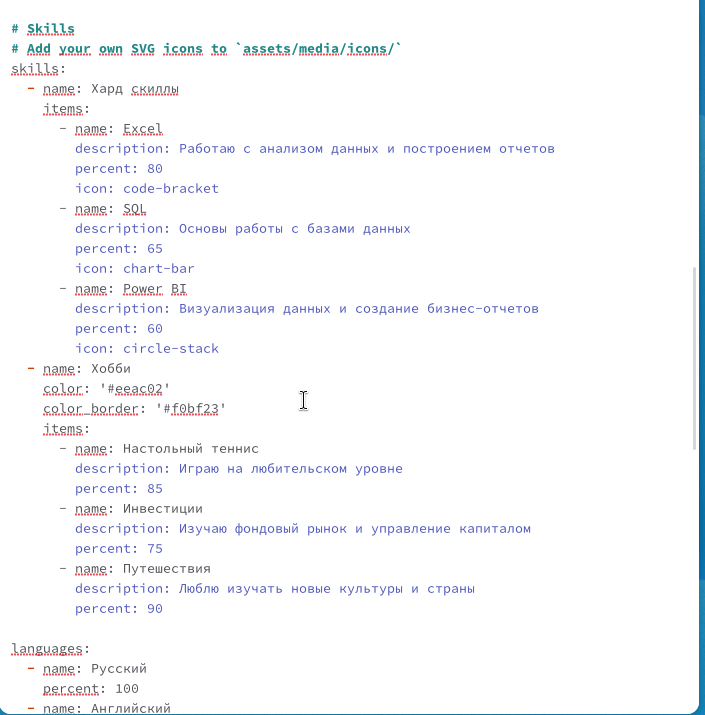 # Skills
# Add your own SVG icons to `assets/media/icons/`
skills:
  - name: Хард скиллы
    items:
      - name: Excel
        description: Работаю с анализом данных и построением отчетов
        percent: 80
        icon: code-bracket
      - name: SQL
        description: Основы работы с базами данных
        percent: 65
        icon: chart-bar
      - name: Power BI
        description: Визуализация данных и создание бизнес-отчетов
        percent: 60
        icon: circle-stack
  - name: Хобби
    color: '#eeac02'
    color_border: '#f0bf23'
    items:
      - name: Настольный теннис
        description: Играю на любительском уровне
        percent: 85
      - name: Инвестиции
        description: Изучаю фондовый рынок и управление капиталом
        percent: 75
      - name: Путешествия
        description: Люблю изучать новые культуры и страны
        percent: 90
languages:
  - name: Русский
    percent: 100
  - name: Английский